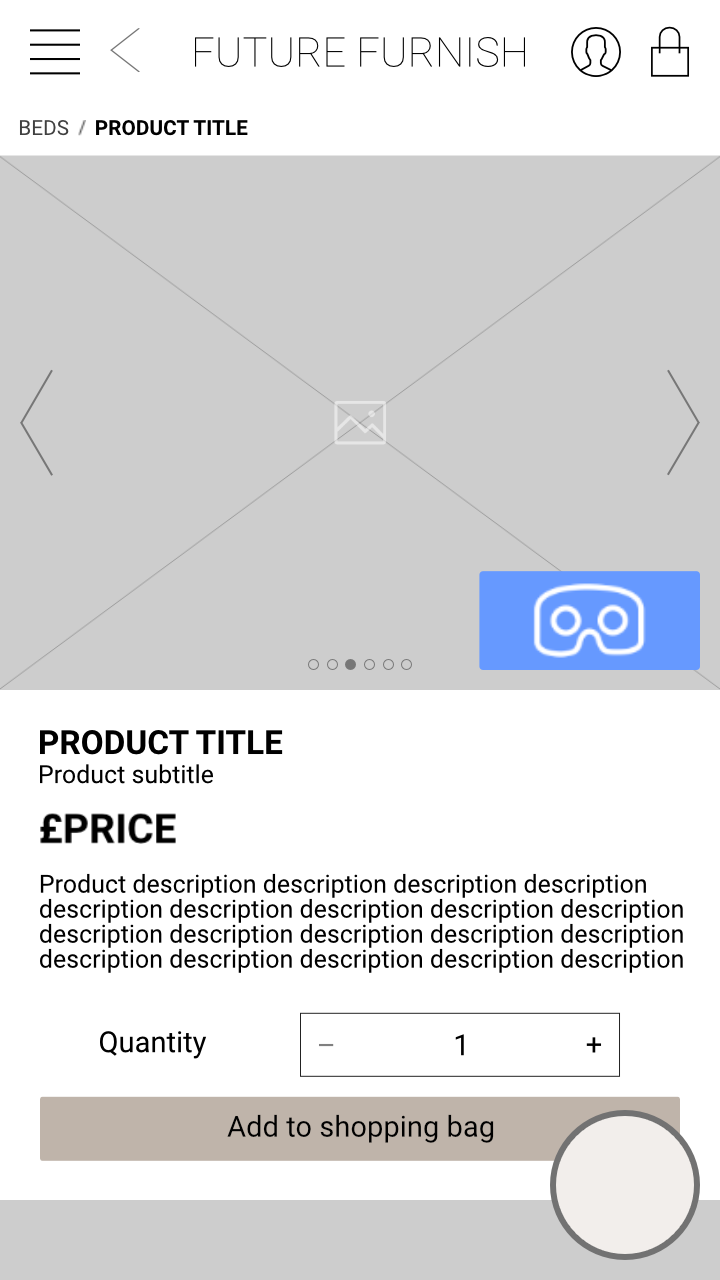 FUTURE FURNISH
BEDS / PRODUCT TITLE
PRODUCT TITLE
Product subtitle
£PRICE
Product description description description description
description description description description description
description description description description description
description description description description description
Quantity − 1 +
Add to shopping bag